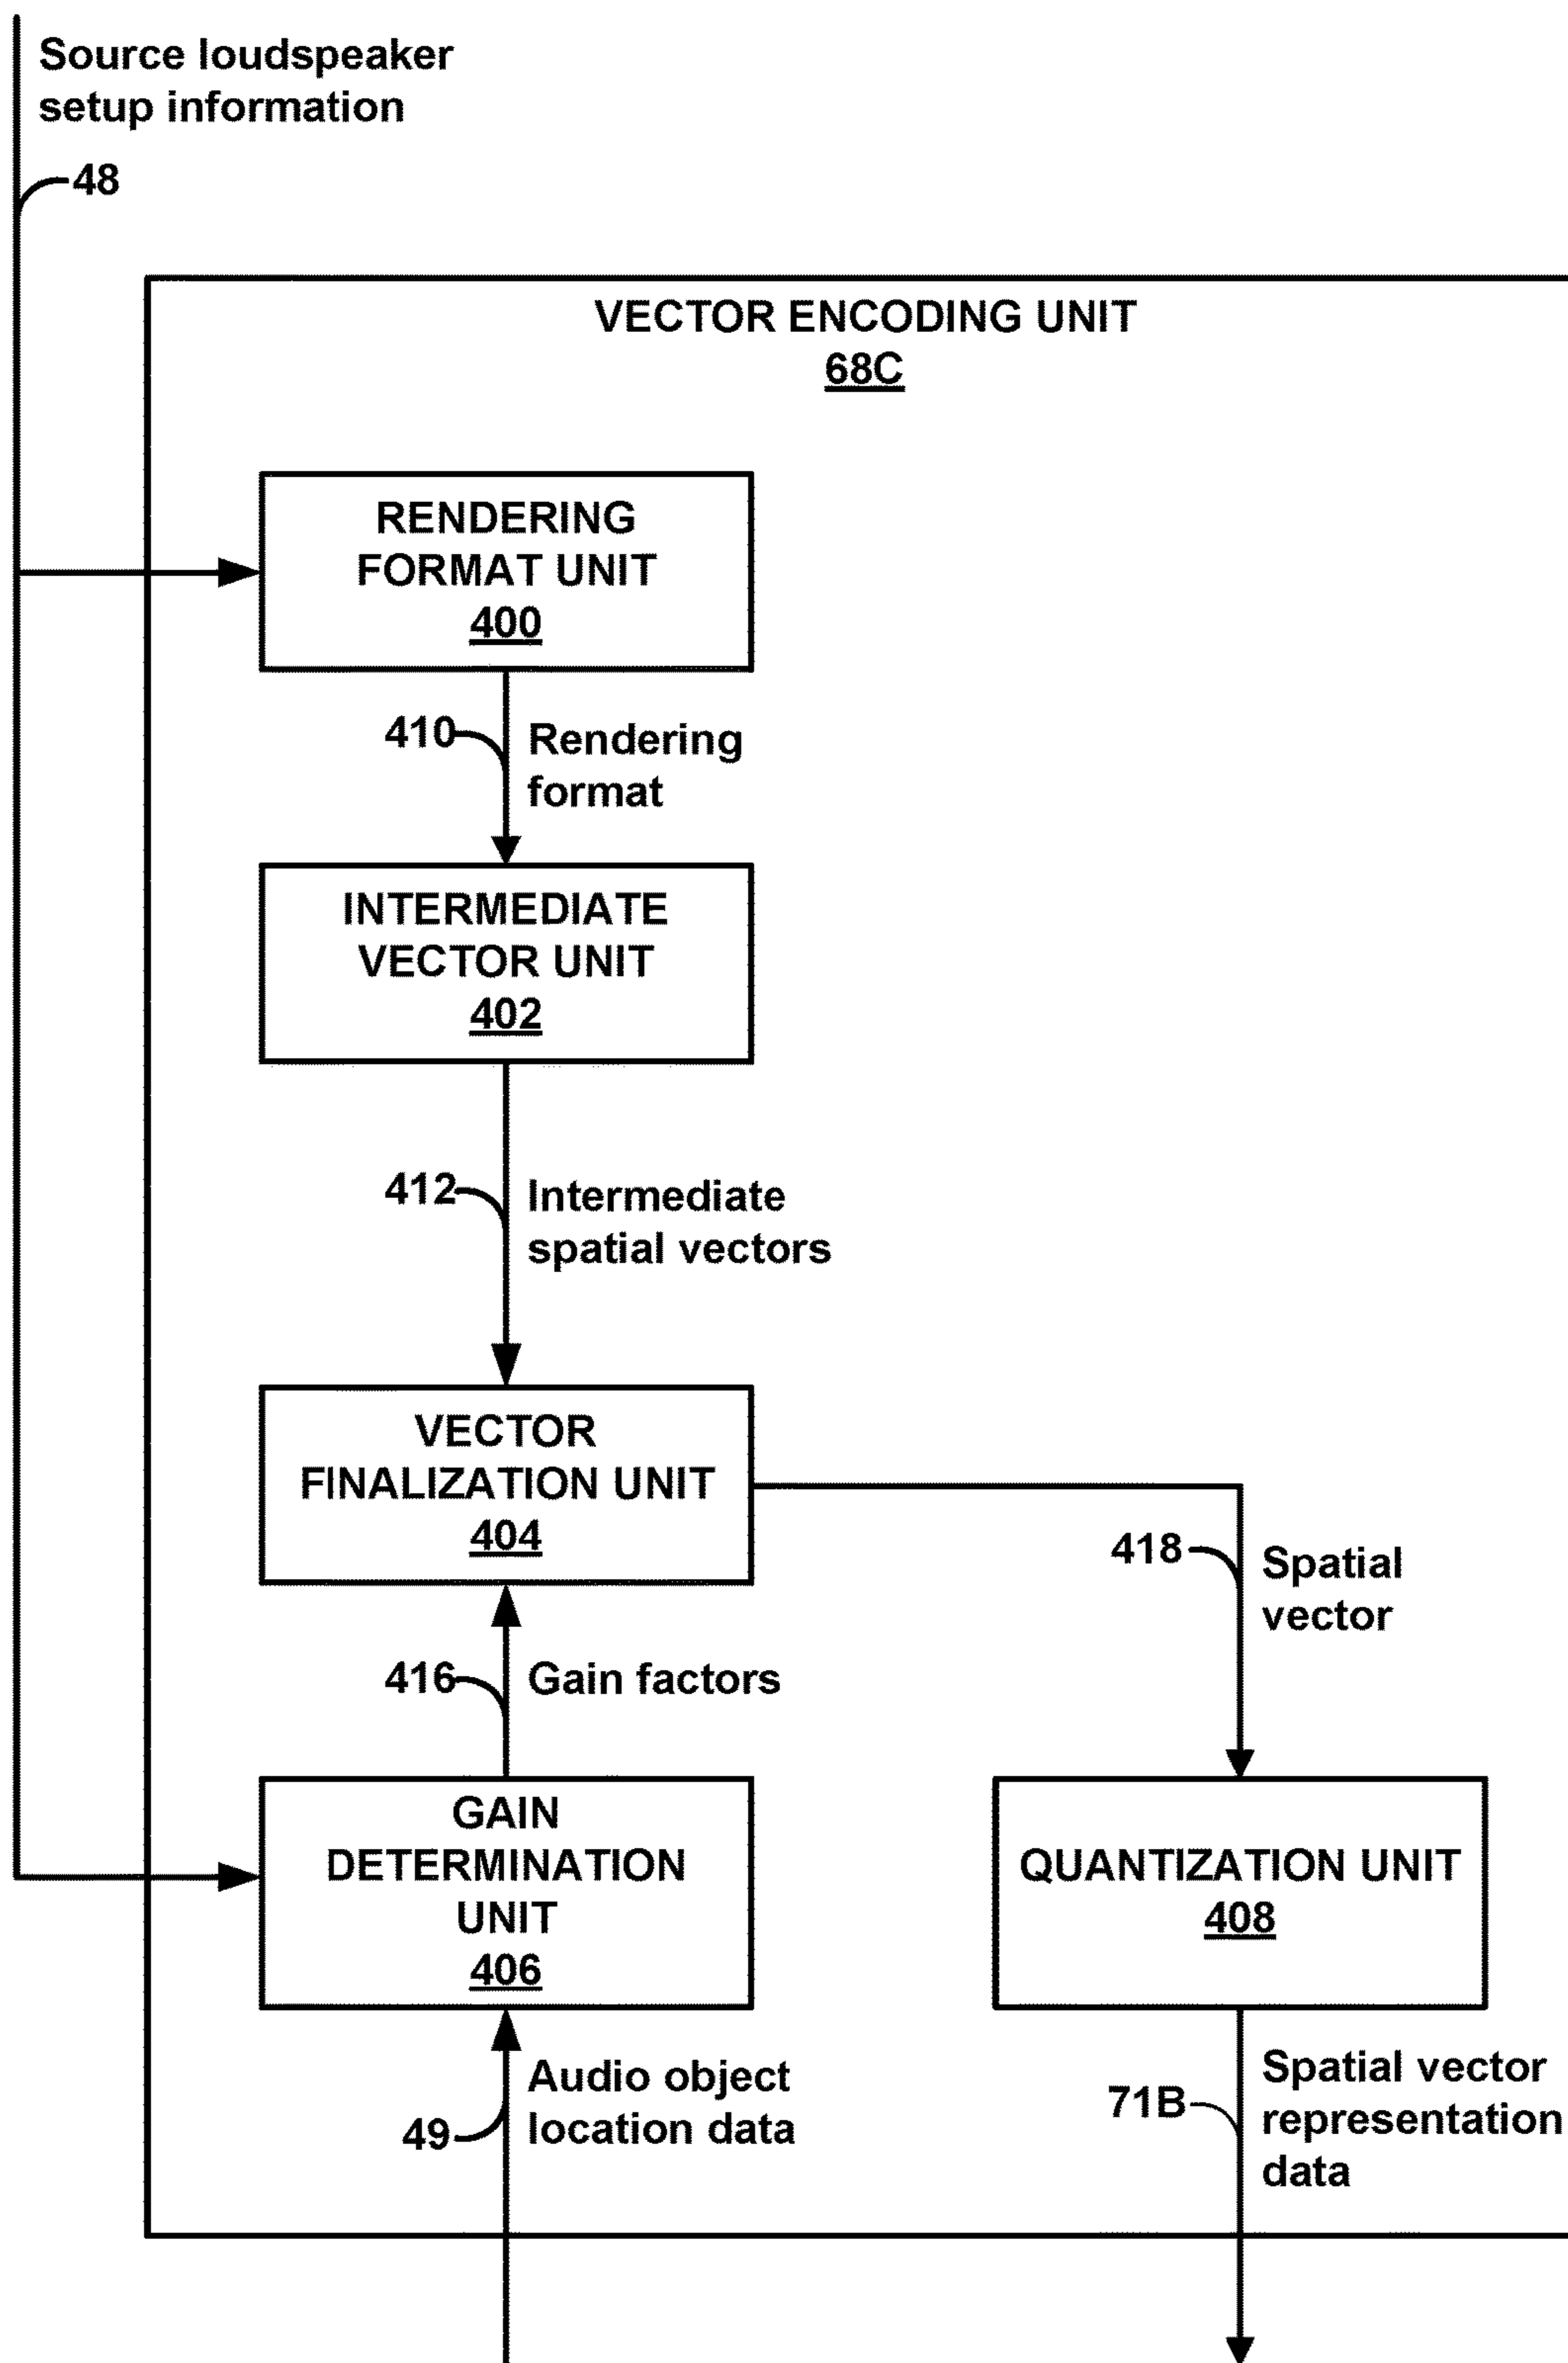 Source loudspeaker
setup information
48
VECTOR ENCODING UNIT
68C
RENDERING
FORMAT UNIT
400
410
Rendering
format
INTERMEDIATE
VECTOR UNIT
402
412
Intermediate
spatial vectors
VECTOR
FINALIZATION UNIT
404
418
Spatial
vector
416
Gain factors
GAIN
DETERMINATION
UNIT
406
QUANTIZATION UNIT
408
Audio object
location data
49
71B
Spatial vector
representation
data